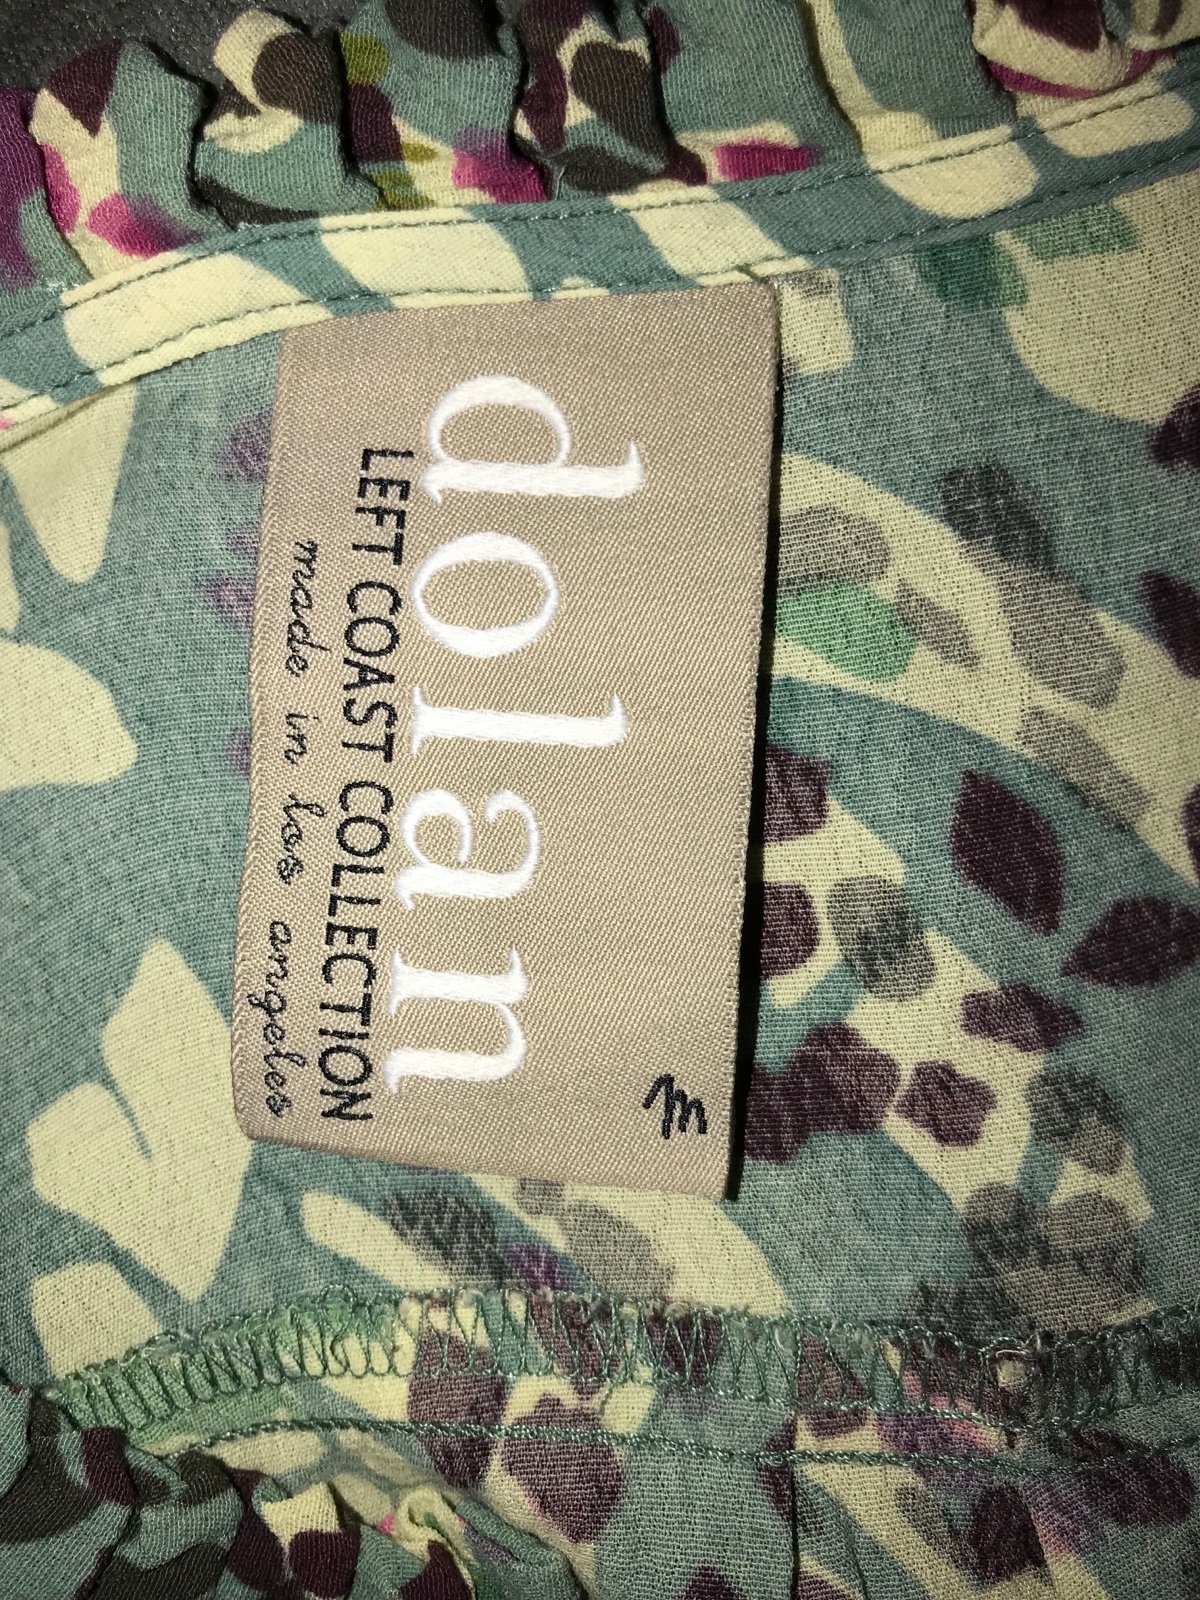 m
dolan
LEFT COAST COLLECTION
made in los angeles